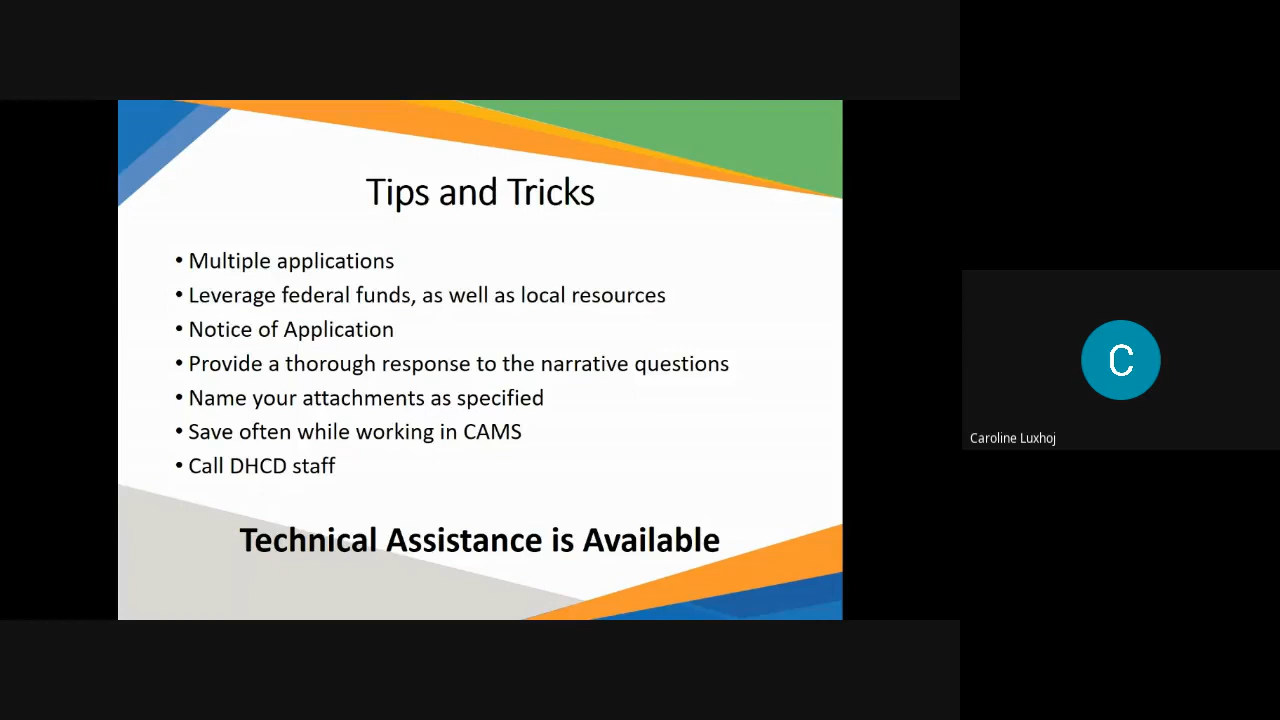 Tips and Tricks
• Multiple applications
• Leverage federal funds, as well as local resources
• Notice of Application
• Provide a thorough response to the narrative questions
• Name your attachments as specified
• Save often while working in CAMS
• Call DHCD staff
Technical Assistance is Available
C
Caroline Luxhoj